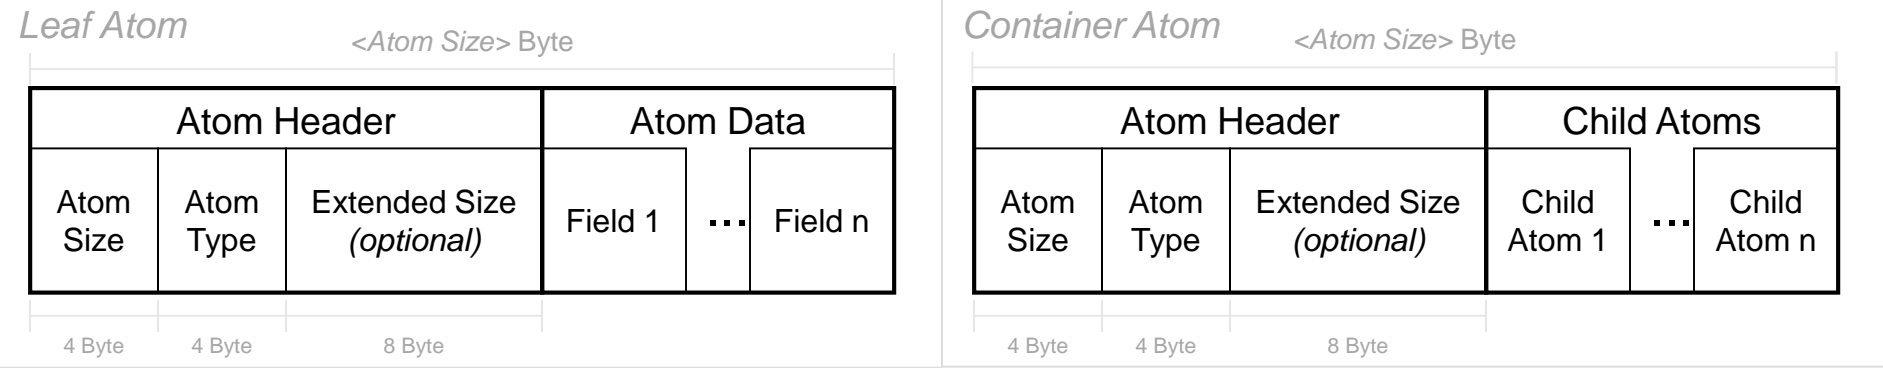 Leaf Atom
<Atom Size> Byte
Atom Header
Atom Data
Atom
Size
Atom
Type
Extended Size
(optional)
Field 1
...
Field n
4 Byte
4 Byte
8 Byte
Container Atom
<Atom Size> Byte
Atom Header
Child Atoms
Atom
Size
Atom
Type
Extended Size
(optional)
Child
Atom 1
...
Child
Atom n
4 Byte
4 Byte
8 Byte